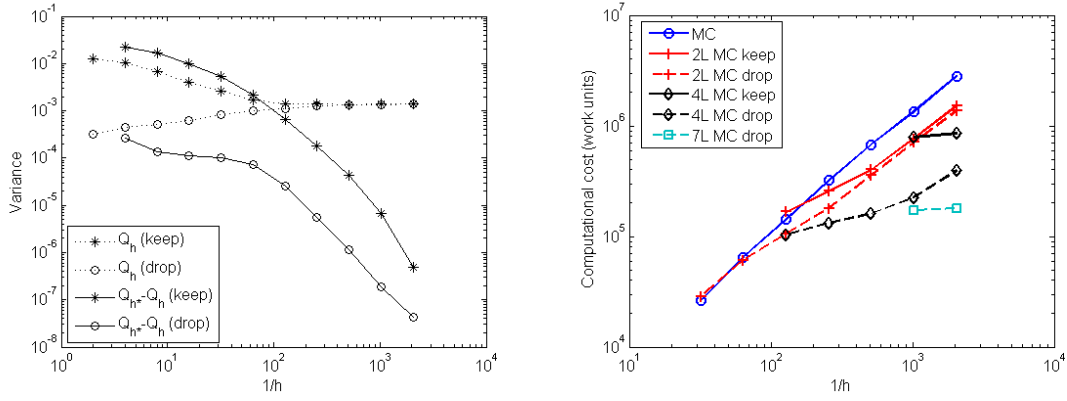 10^0
10^-1
10^-2
10^-3
10^-4
10^-5
10^-6
10^-7
10^-8
Variance
Q_h (keep)
Q_h (drop)
Q_h*-Q_h (keep)
Q_h*-Q_h (drop)
10^0
10^1
10^2
10^3
10^4
1/h
10^7
10^6
10^5
10^4
Computational cost (work units)
MC
2L MC keep
2L MC drop
4L MC keep
4L MC drop
7L MC drop
10^1
10^2
10^3
10^4
1/h